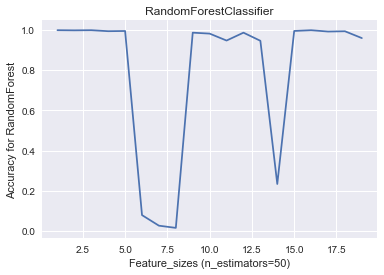 RandomForestClassifier
1.0
0.8
0.6
0.4
0.2
0.0
Accuracy for RandomForest
2.5 5.0 7.5 10.0 12.5 15.0 17.5
Feature_sizes (n_estimators=50)